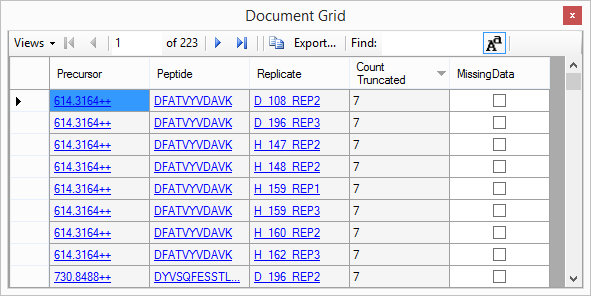 Document Grid
x
Views 1 of 223 Export... Find: Aa
Precursor Peptide Replicate Count Truncated MissingData
614.3164++ DFATVYVDAVK D_108_REP2 7
614.3164++ DFATVYVDAVK D_196_REP3 7
614.3164++ DFATVYVDAVK H_147_REP2 7
614.3164++ DFATVYVDAVK H_148_REP2 7
614.3164++ DFATVYVDAVK H_159_REP1 7
614.3164++ DFATVYVDAVK H_159_REP3 7
614.3164++ DFATVYVDAVK H_160_REP2 7
614.3164++ DFATVYVDAVK H_162_REP3 7
730.8488++ DYVSQFESSTL... D_196_REP2 7